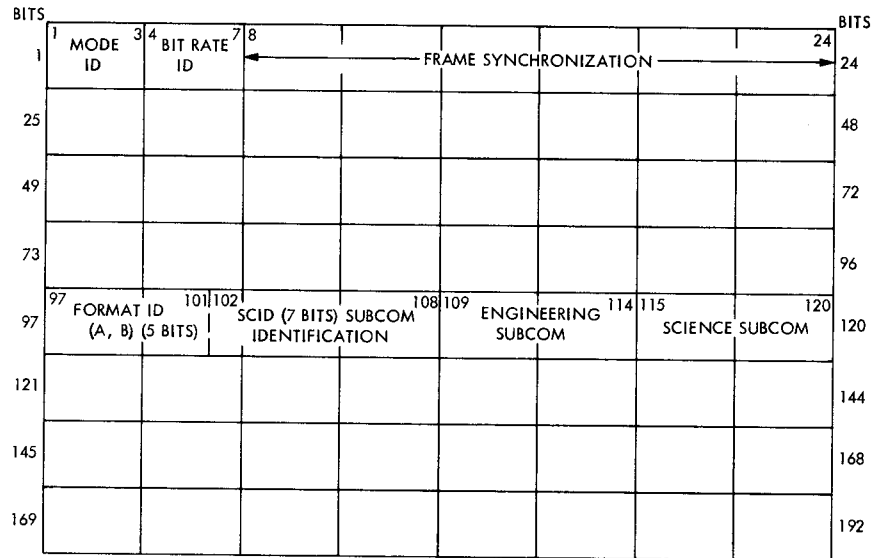 BITS BITS
1 3 4 7 8 24
MODE BIT RATE
1 ID ID FRAME SYNCHRONIZATION 24
25 48
49 72
73 96
97 101 102 108 109 114 115 120
FORMAT ID SCID (7 BITS) SUBCOM ENGINEERING
97 (A, B) (5 BITS) IDENTIFICATION SUBCOM SCIENCE SUBCOM 120
121 144
145 168
169 192